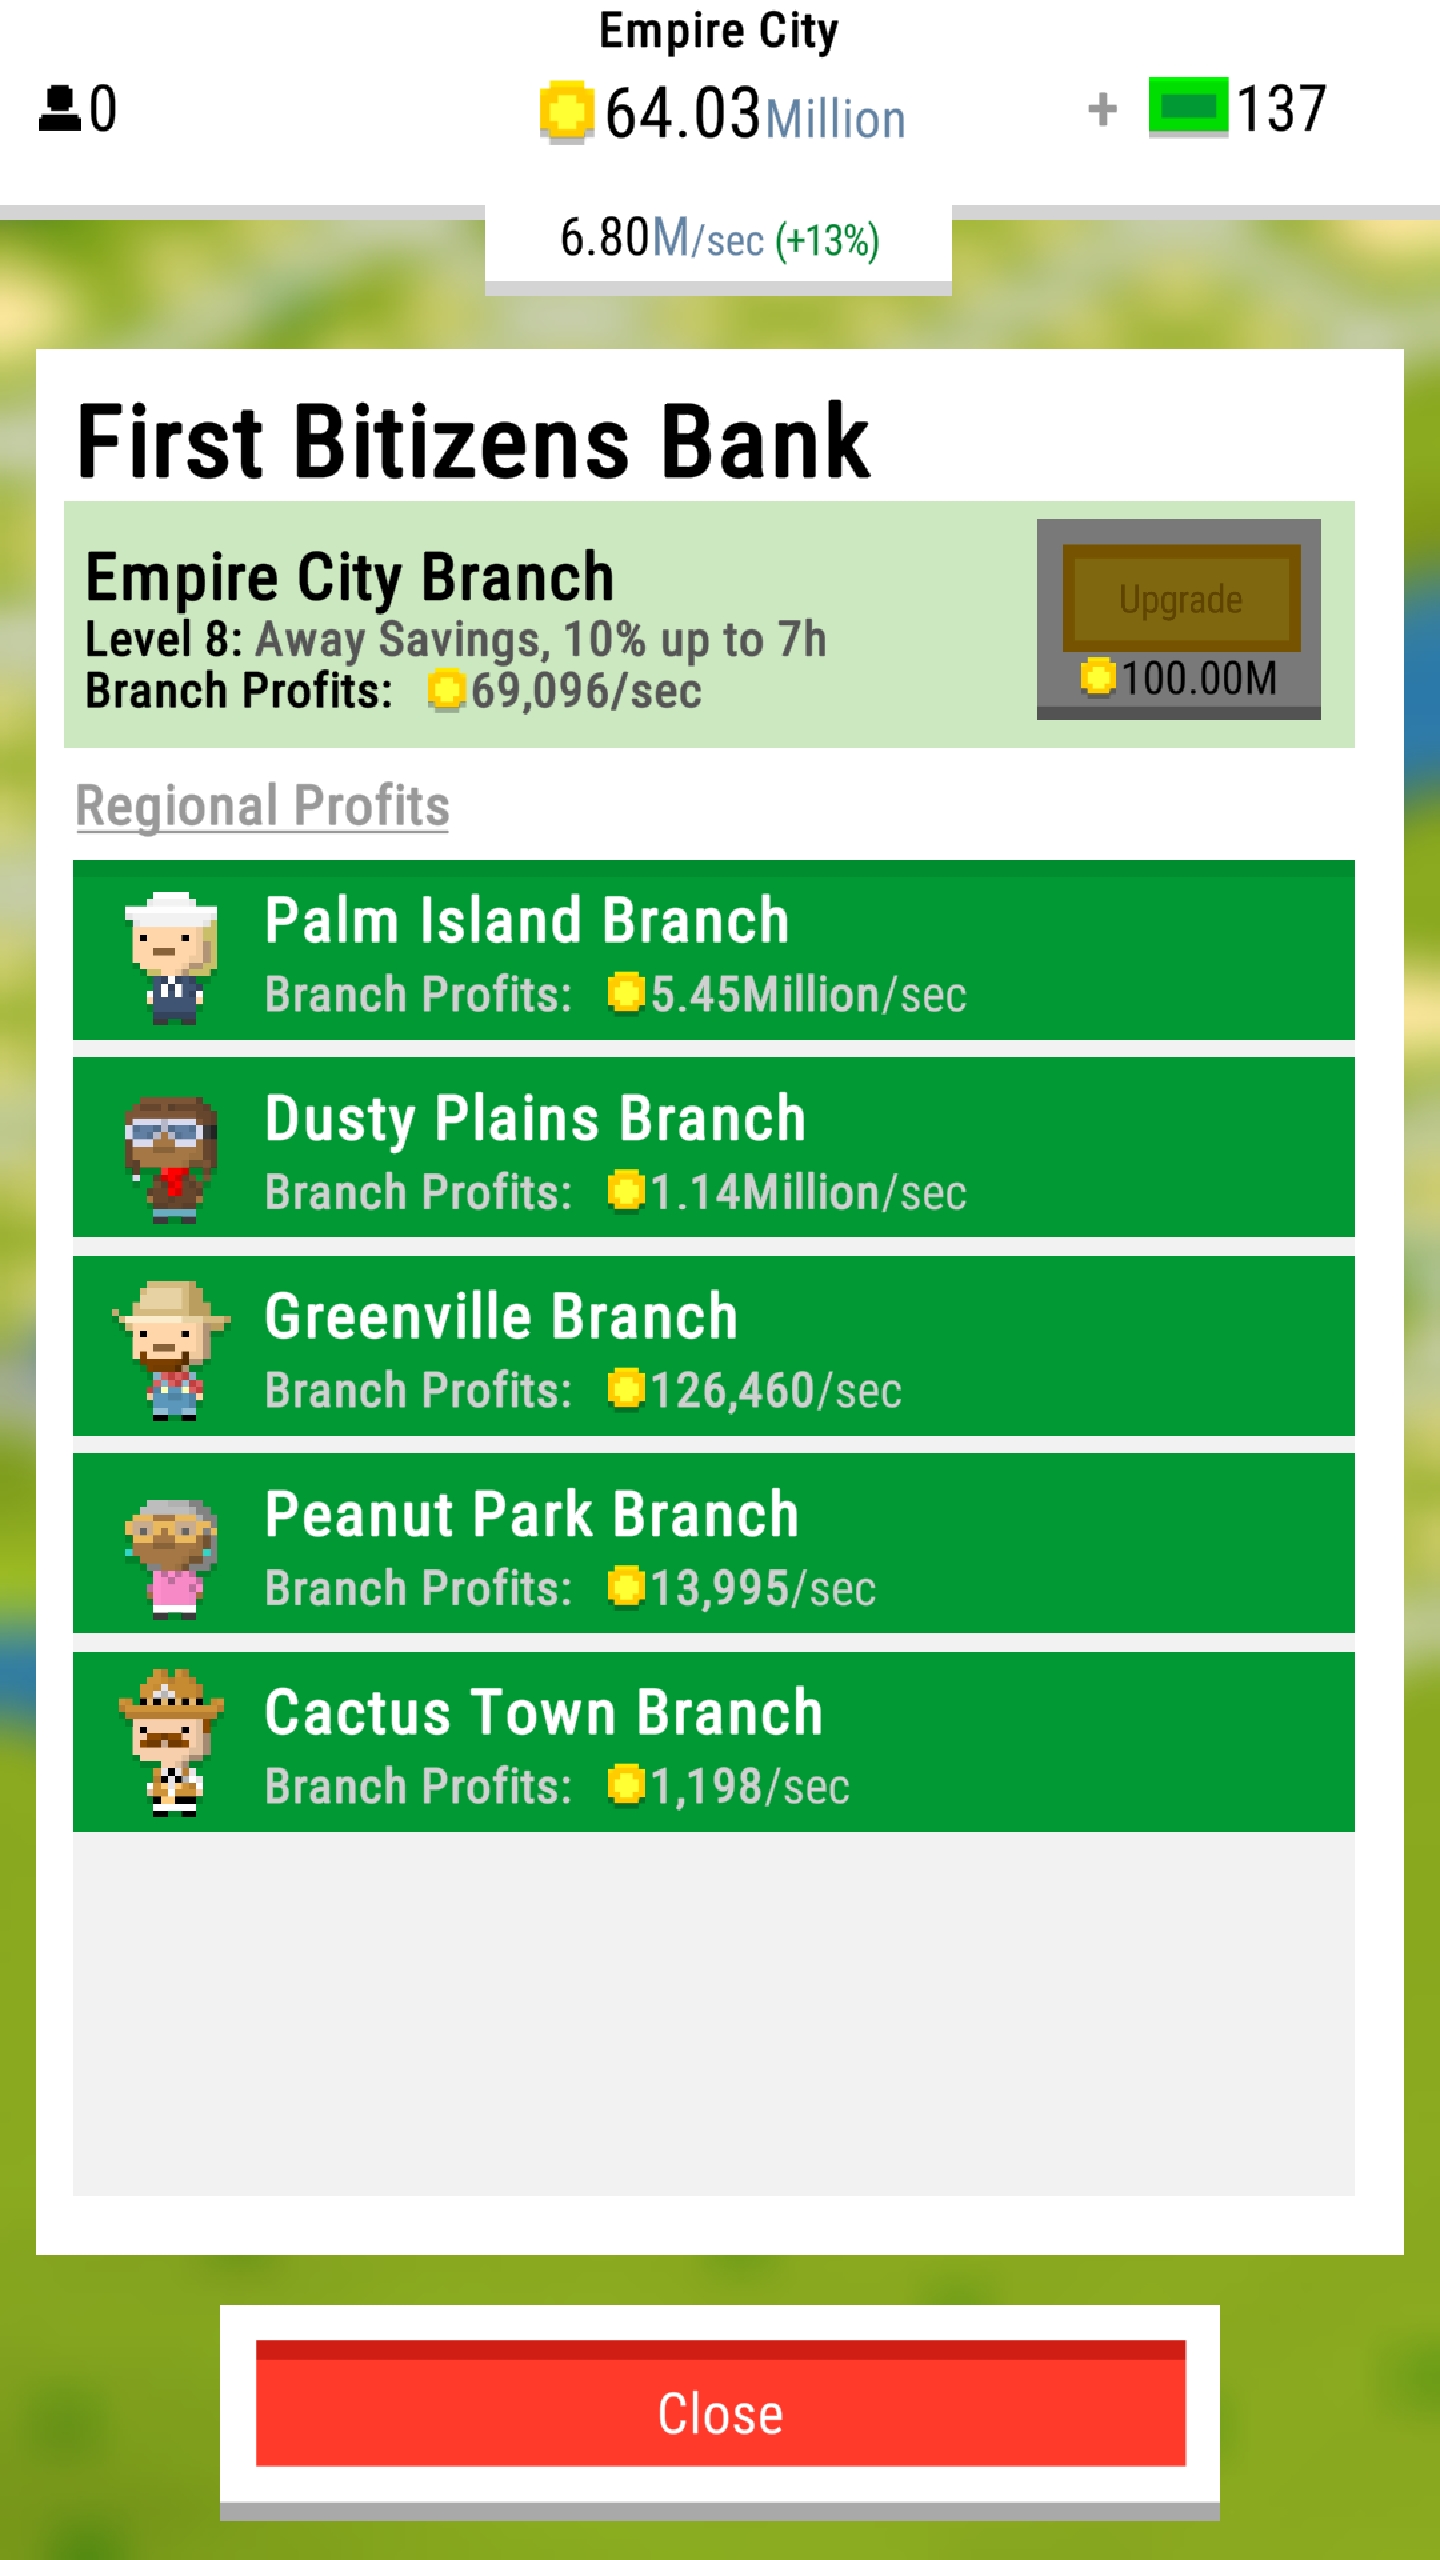 Empire City
0
64.03Million
+ 137
6.80M/sec (+13%)
First Bitizens Bank
Empire City Branch
Level 8: Away Savings, 10% up to 7h
Branch Profits: 69,096/sec
Upgrade
100.00M
Regional Profits
Palm Island Branch
Branch Profits: 5.45Million/sec
Dusty Plains Branch
Branch Profits: 1.14Million/sec
Greenville Branch
Branch Profits: 126,460/sec
Peanut Park Branch
Branch Profits: 13,995/sec
Cactus Town Branch
Branch Profits: 1,198/sec
Close